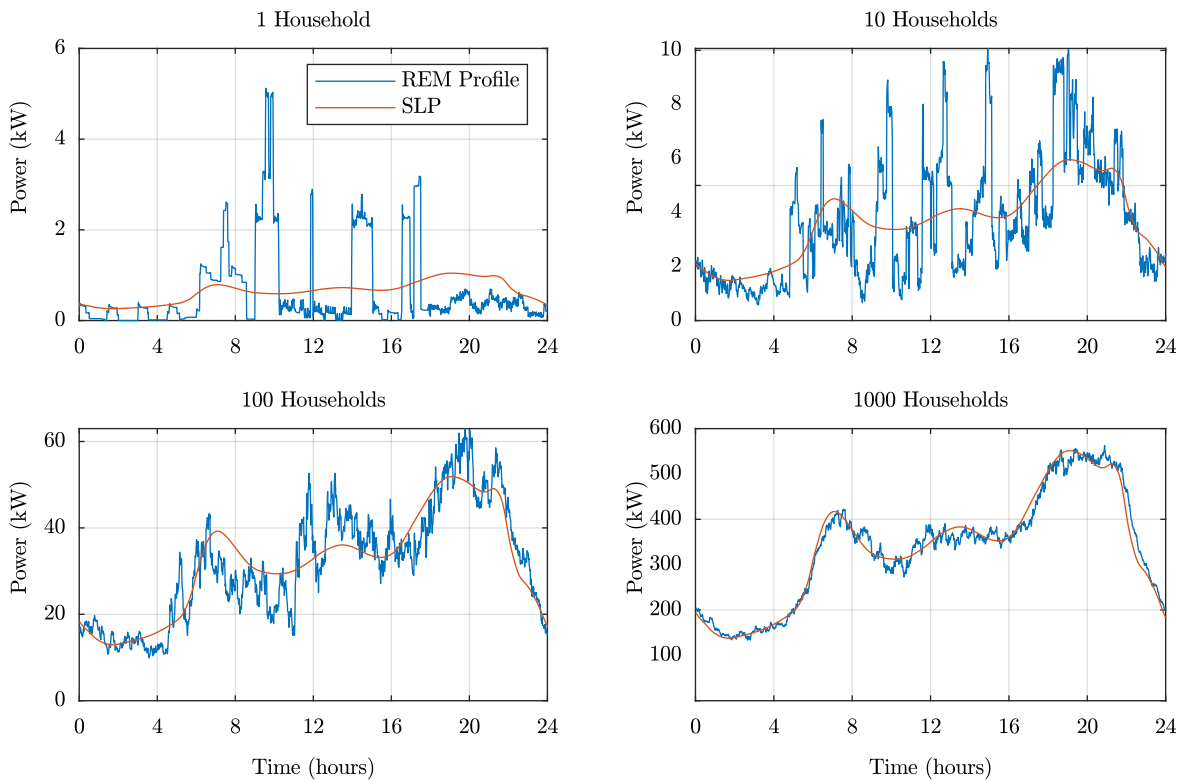 1 Household
6
4
2
0
Power (kW)
REM Profile
SLP
0 4 8 12 16 20 24
10 Households
10
8
6
4
2
0
Power (kW)
0 4 8 12 16 20 24
100 Households
60
40
20
0
Power (kW)
0 4 8 12 16 20 24
Time (hours)
1000 Households
600
500
400
300
200
100
Power (kW)
0 4 8 12 16 20 24
Time (hours)